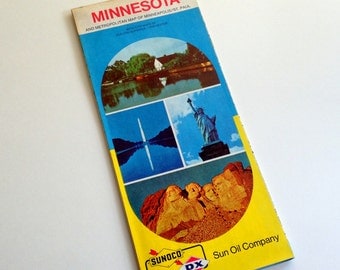 MINNESOTA
AND METROPOLITAN MAP OF MINNEAPOLIS/ST. PAUL
SUNOCO
DX
Sun Oil Company